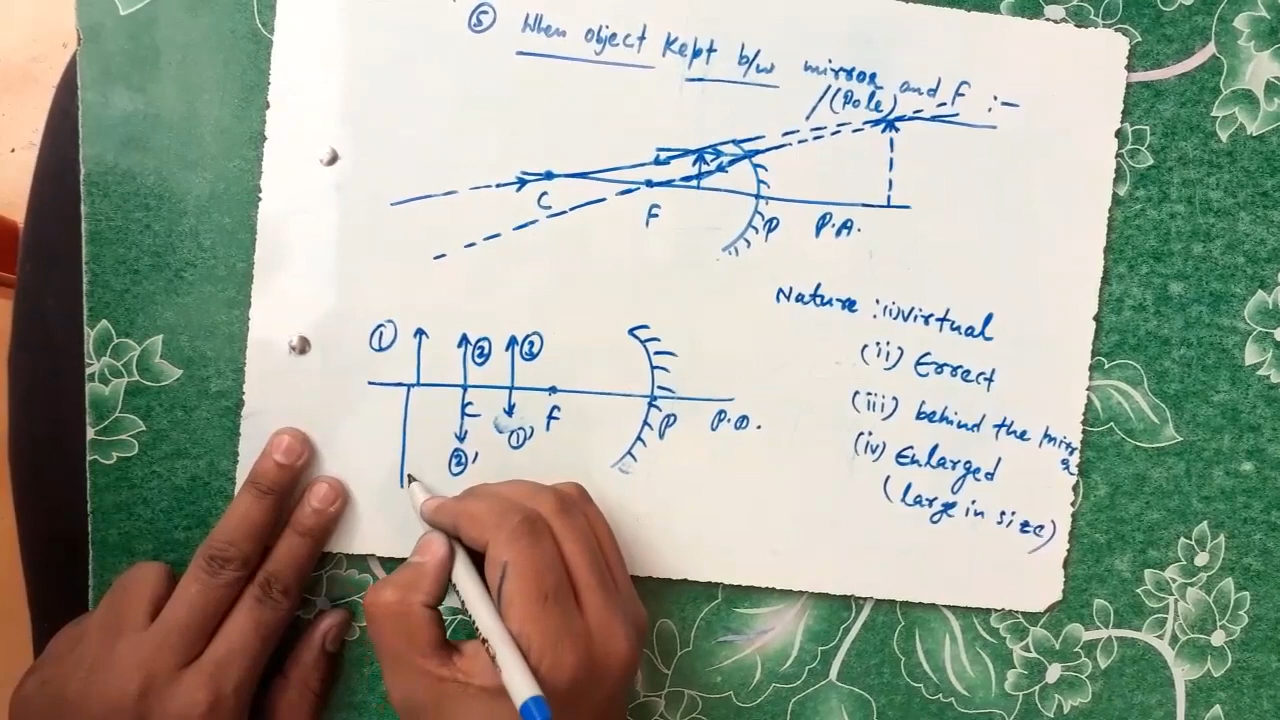 ⑤ When object Kept b/w mirror and F :-
/(Pole)
C
F
P
P.A.
Nature : (i) Virtual
(ii) Errect
(iii) behind the mirror
(iv) Enlarged
(large in size)
①
②
③
C
①'
F
②'
P
P.A.